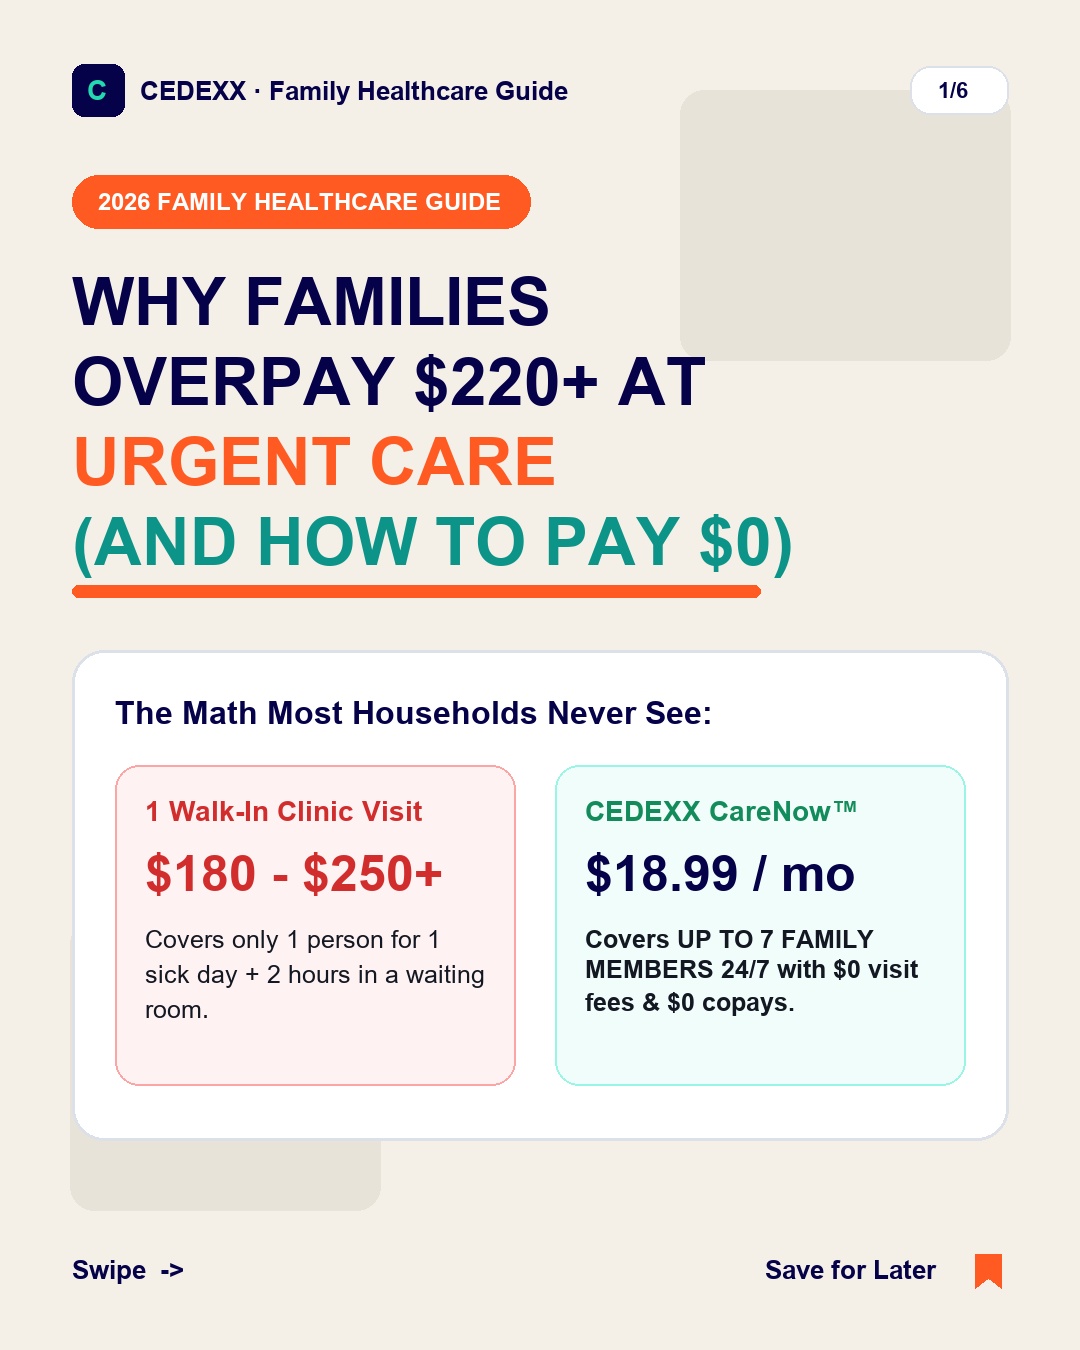 C
CEDEXX · Family Healthcare Guide
1/6
2026 FAMILY HEALTHCARE GUIDE
WHY FAMILIES
OVERPAY $220+ AT
URGENT CARE
(AND HOW TO PAY $0)
The Math Most Households Never See:
1 Walk-In Clinic Visit
$180 - $250+
Covers only 1 person for 1
sick day + 2 hours in a waiting
room.
CEDEXX CareNow™
$18.99 / mo
Covers UP TO 7 FAMILY
MEMBERS 24/7 with $0 visit
fees & $0 copays.
Swipe ->
Save for Later